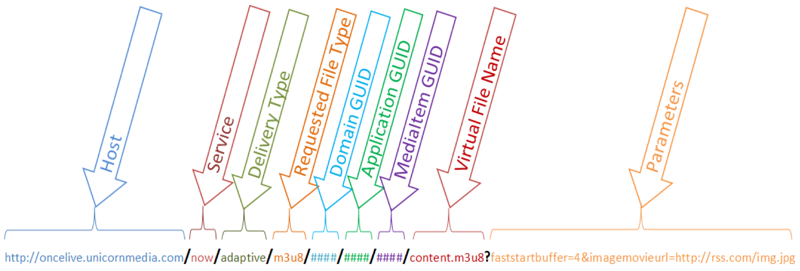 Host
Service
Delivery Type
Requested File Type
Domain GUID
Application GUID
MediaItem GUID
Virtual File Name
Parameters
http://oncelive.unicornmedia.com/now/adaptive/m3u8/####/####/####/content.m3u8?faststartbuffer=4&imagemovieurl=http://rss.com/img.jpg